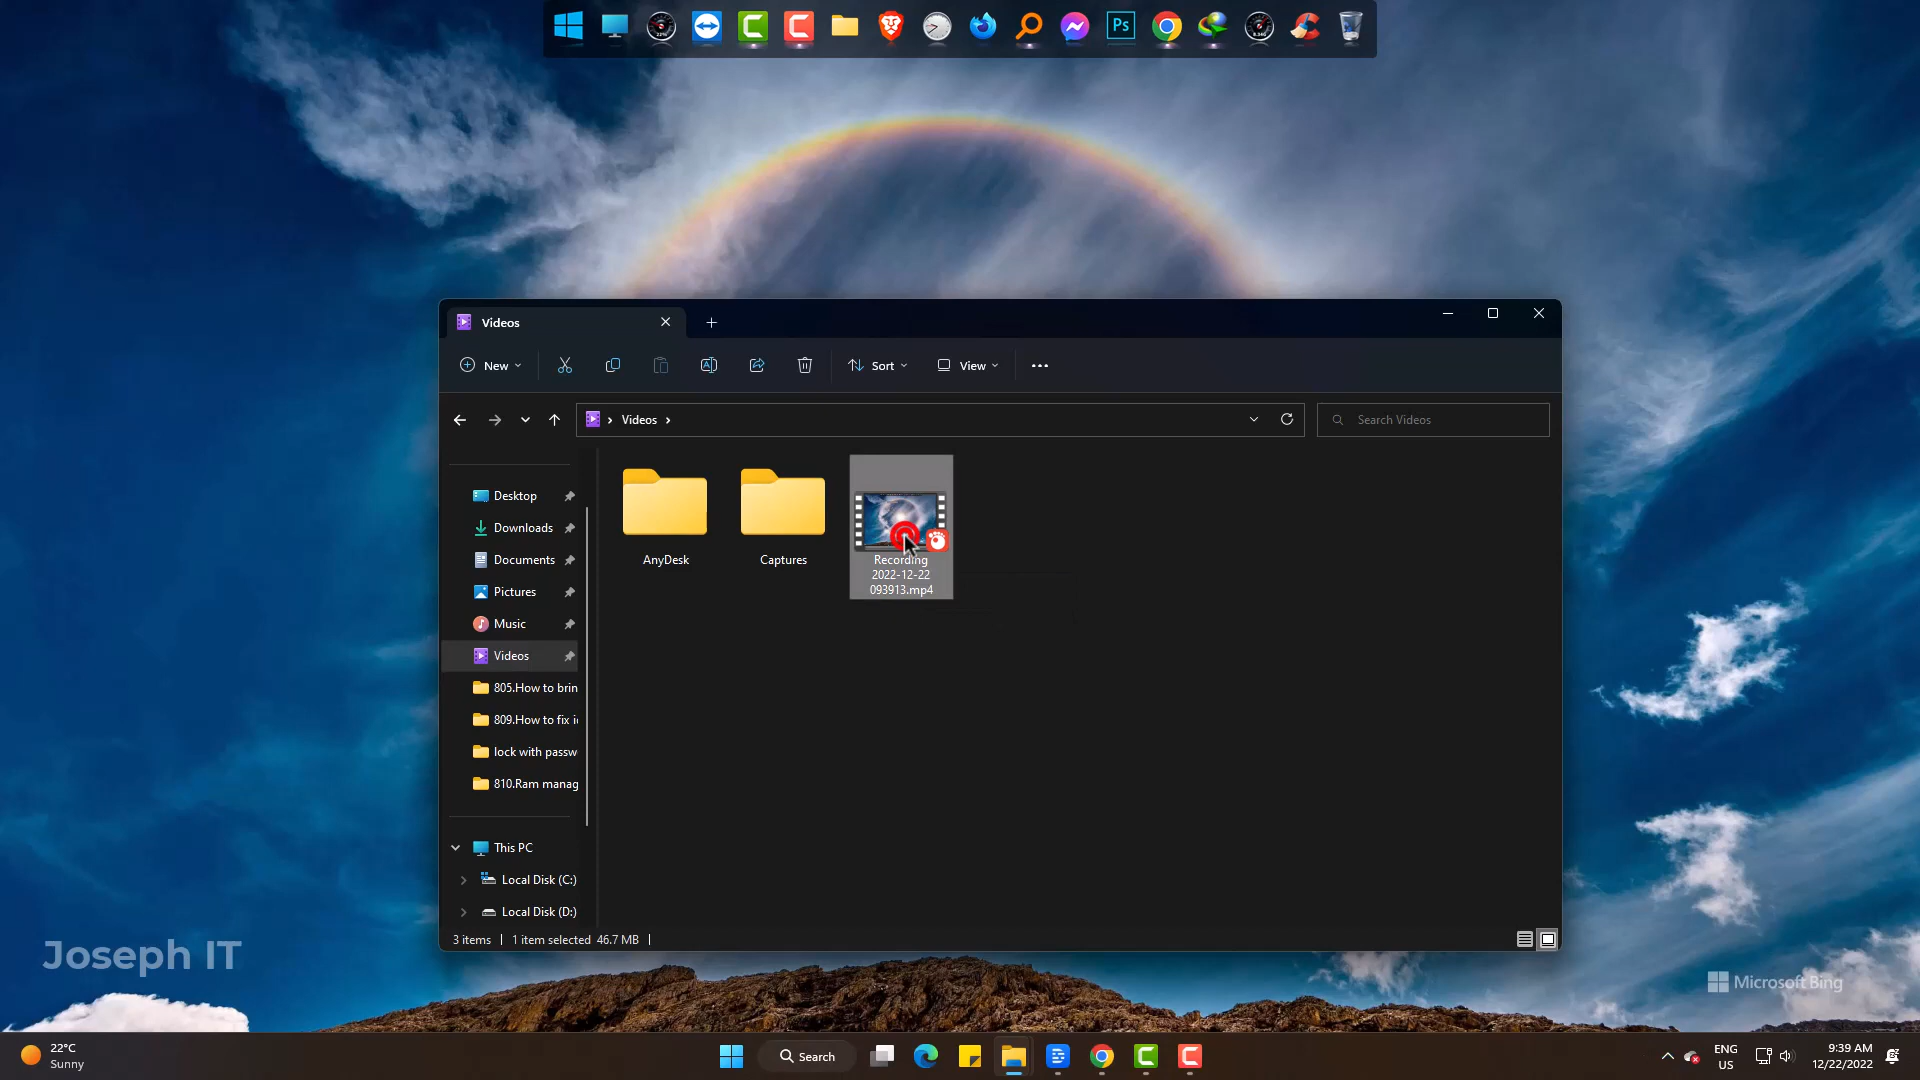 Ps
Videos
New
Sort
View
Videos
Search Videos
Desktop
Downloads
Documents
Pictures
Music
Videos
805.How to brin
809.How to fix i
lock with passw
810.Ram manag
This PC
Local Disk (C:)
Local Disk (D:)
AnyDesk
Captures
Recording
2022-12-22
093913.mp4
3 items
1 item selected 46.7 MB
Joseph IT
Microsoft Bing
22°C
Sunny
Search
ENG
US
9:39 AM
12/22/2022